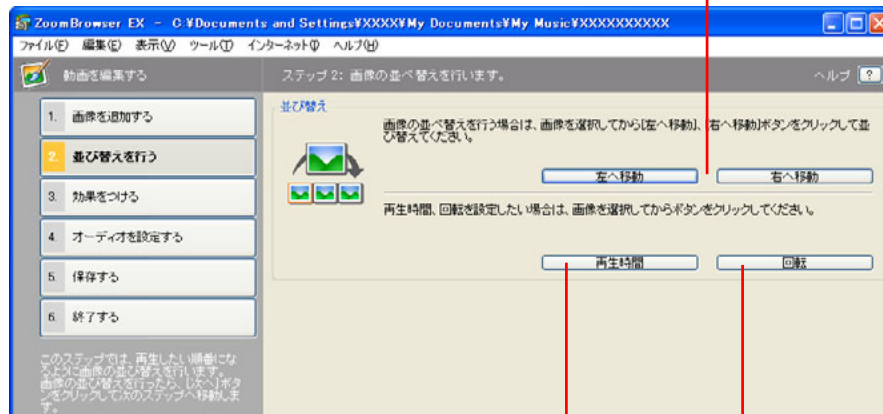 ZoomBrowser EX - C:¥Documents and Settings¥XXXX¥My Documents¥My Music¥XXXXXXXXXX
ファイル(F) 編集(E) 表示(V) ツール(T) インターネット(I) ヘルプ(H)
動画を編集する
ステップ 2: 画像の並べ替えを行います。
ヘルプ ?
1. 画像を追加する
2. 並び替えを行う
3. 効果をつける
4. オーディオを設定する
5. 保存する
6. 終了する
このステップでは、再生したい順番にな
るように画像の並び替えを行います。
画像の並び替えを行ったら、[次へ]ボタ
ンをクリックして次のステップへ移動しま
す。
並び替え
画像の並べ替えを行う場合は、画像を選択してから[左へ移動]、[右へ移動]ボタンをクリックして並
び替えてください。
左へ移動
右へ移動
再生時間、回転を設定したい場合は、画像を選択してからボタンをクリックしてください。
再生時間
回転